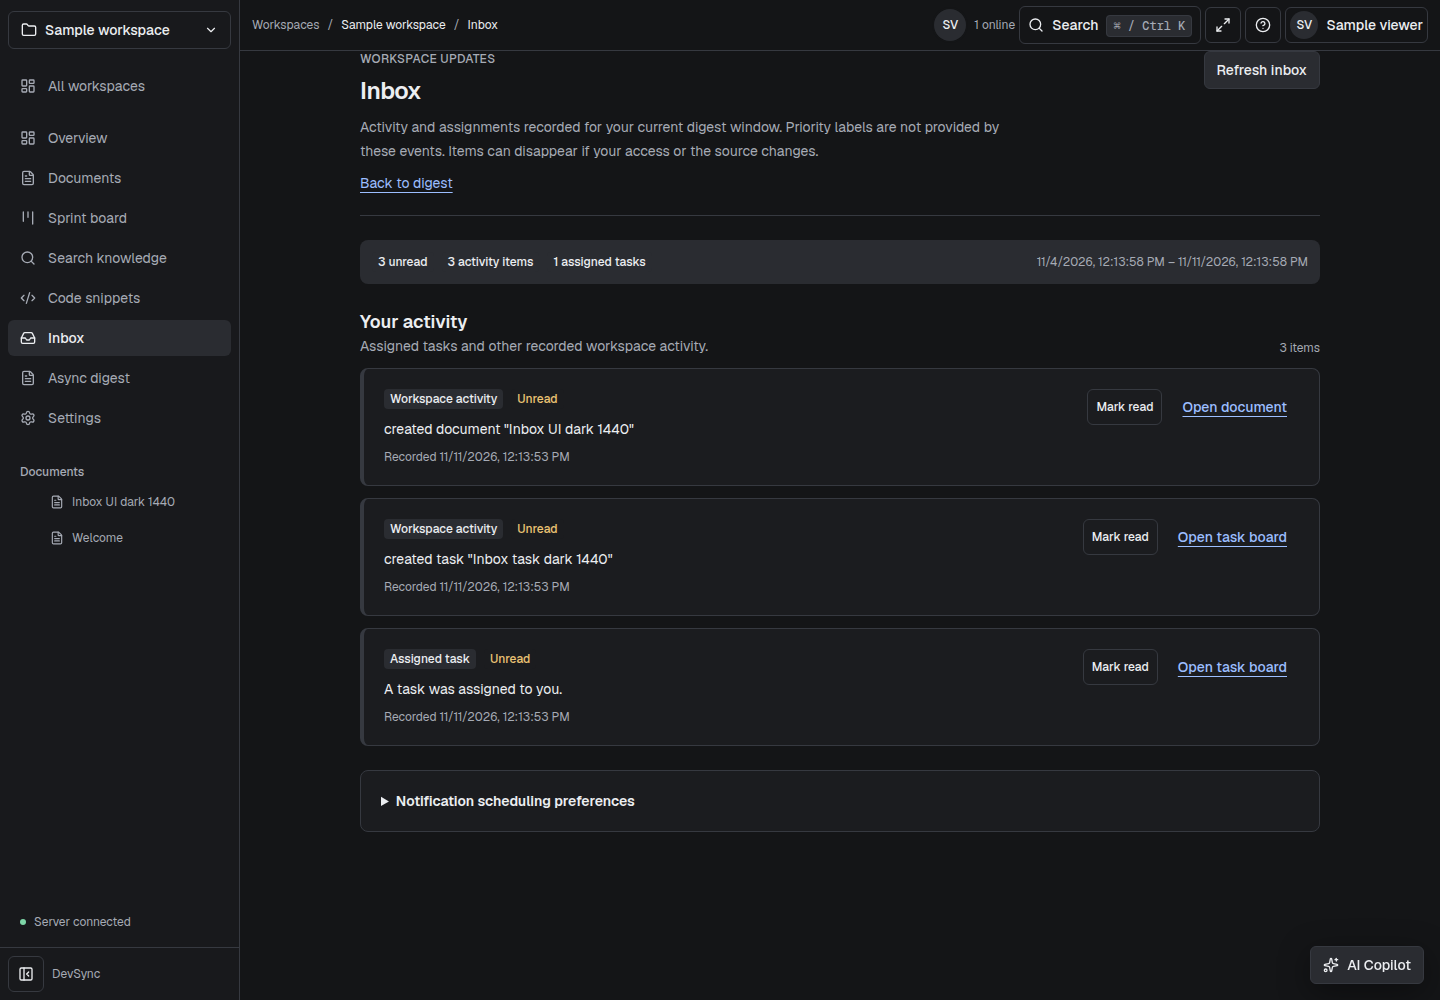 Sample workspace
All workspaces
Overview
Documents
Sprint board
Search knowledge
Code snippets
Inbox
Async digest
Settings
Documents
Inbox UI dark 1440
Welcome
Server connected
DevSync
Workspaces / Sample workspace / Inbox
SV 1 online Search ⌘ / Ctrl K SV Sample viewer
WORKSPACE UPDATES
Refresh inbox
Inbox
Activity and assignments recorded for your current digest window. Priority labels are not provided by
these events. Items can disappear if your access or the source changes.
Back to digest
3 unread 3 activity items 1 assigned tasks 11/4/2026, 12:13:58 PM – 11/11/2026, 12:13:58 PM
Your activity
Assigned tasks and other recorded workspace activity. 3 items
Workspace activity Unread Mark read Open document
created document "Inbox UI dark 1440"
Recorded 11/11/2026, 12:13:53 PM
Workspace activity Unread Mark read Open task board
created task "Inbox task dark 1440"
Recorded 11/11/2026, 12:13:53 PM
Assigned task Unread Mark read Open task board
A task was assigned to you.
Recorded 11/11/2026, 12:13:53 PM
Notification scheduling preferences
AI Copilot